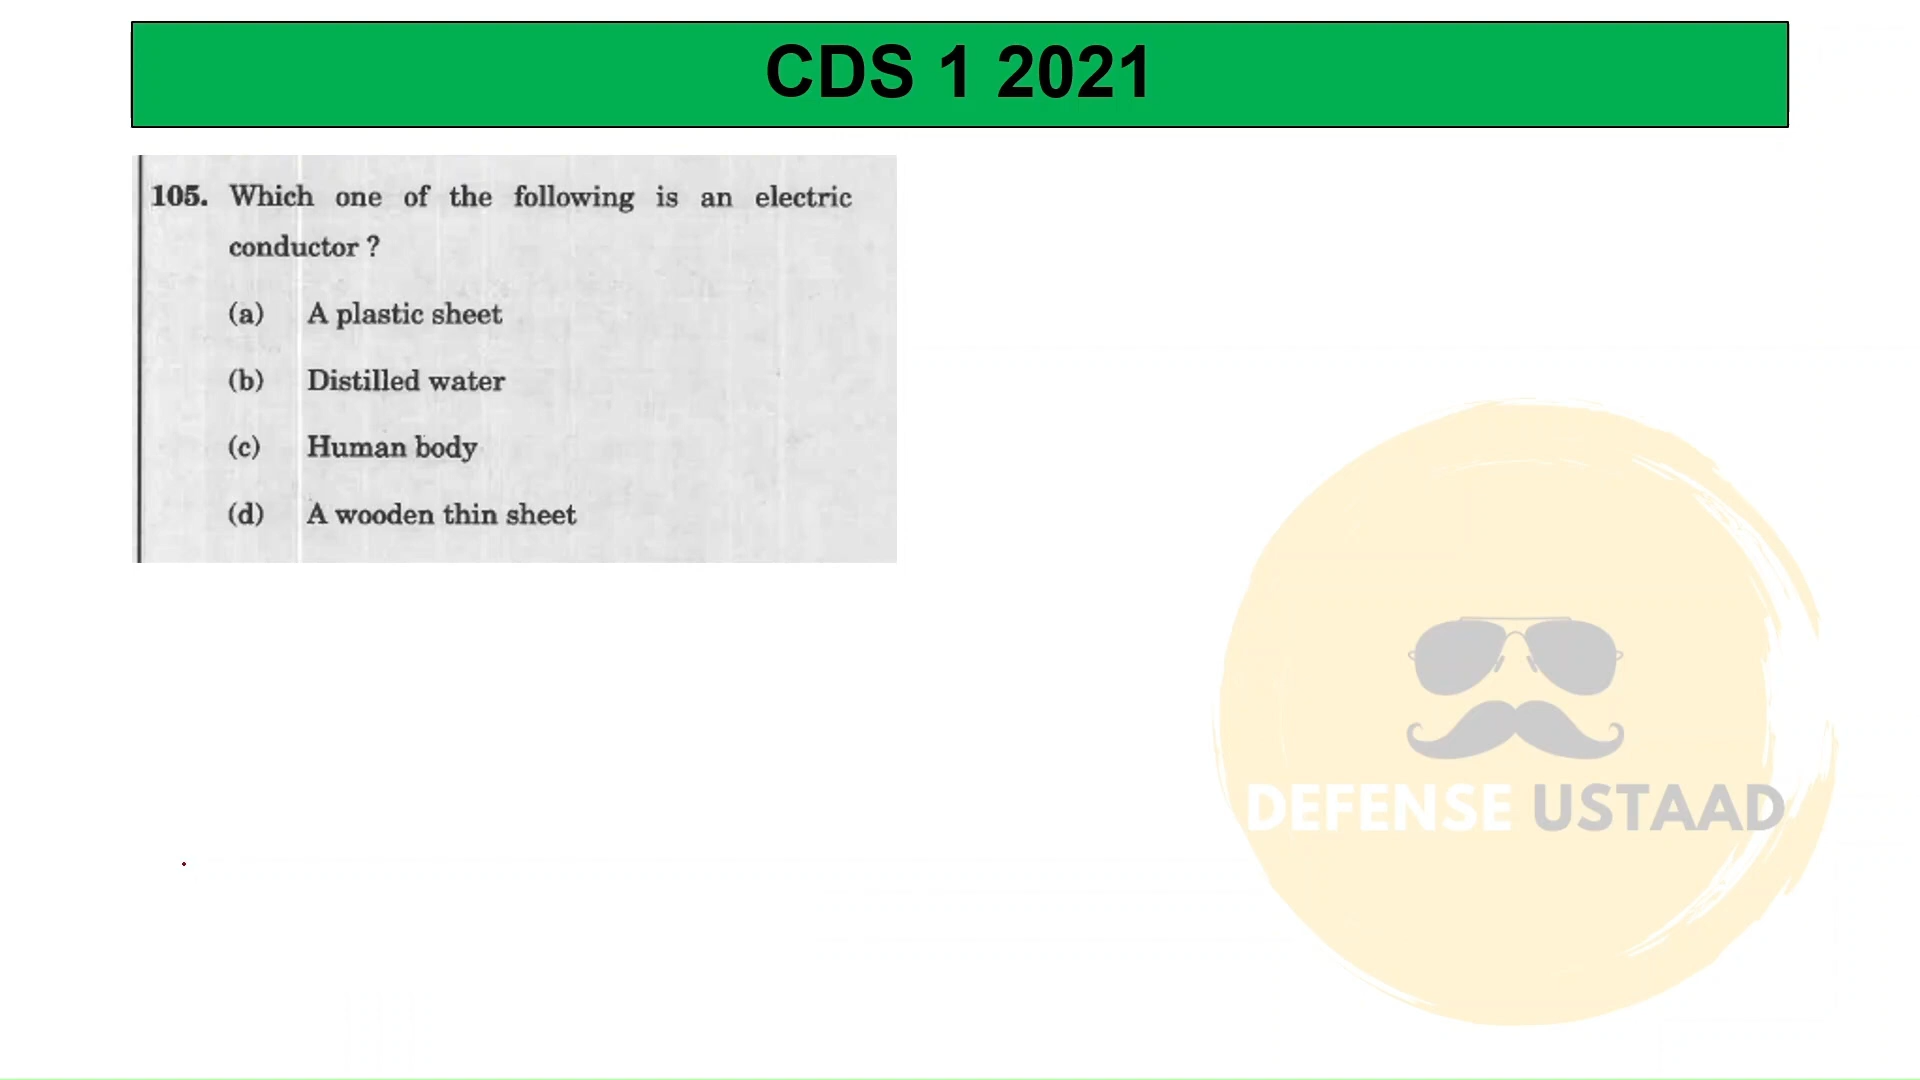 CDS 1 2021
105. Which one of the following is an electric
conductor ?
(a) A plastic sheet
(b) Distilled water
(c) Human body
(d) A wooden thin sheet
DEFENSE USTAAD